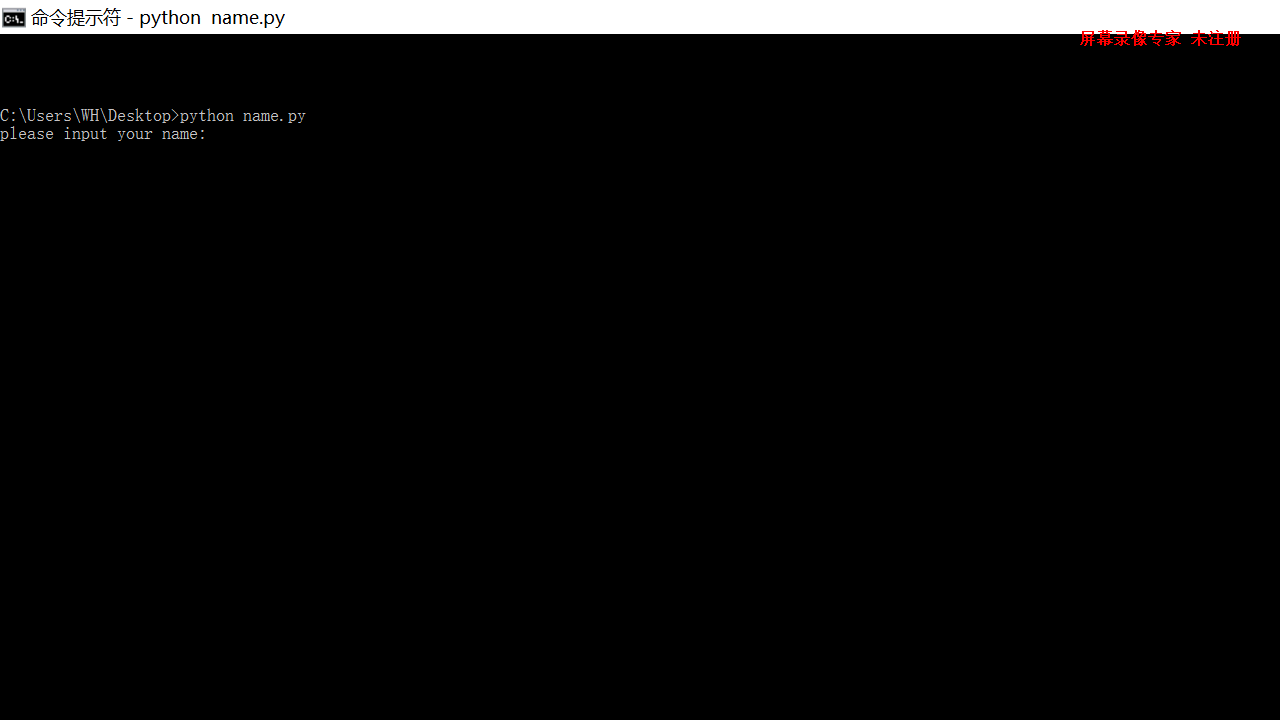 命令提示符 - python  name.py
屏幕录像专家 未注册
C:\Users\WH\Desktop>python name.py
please input your name: